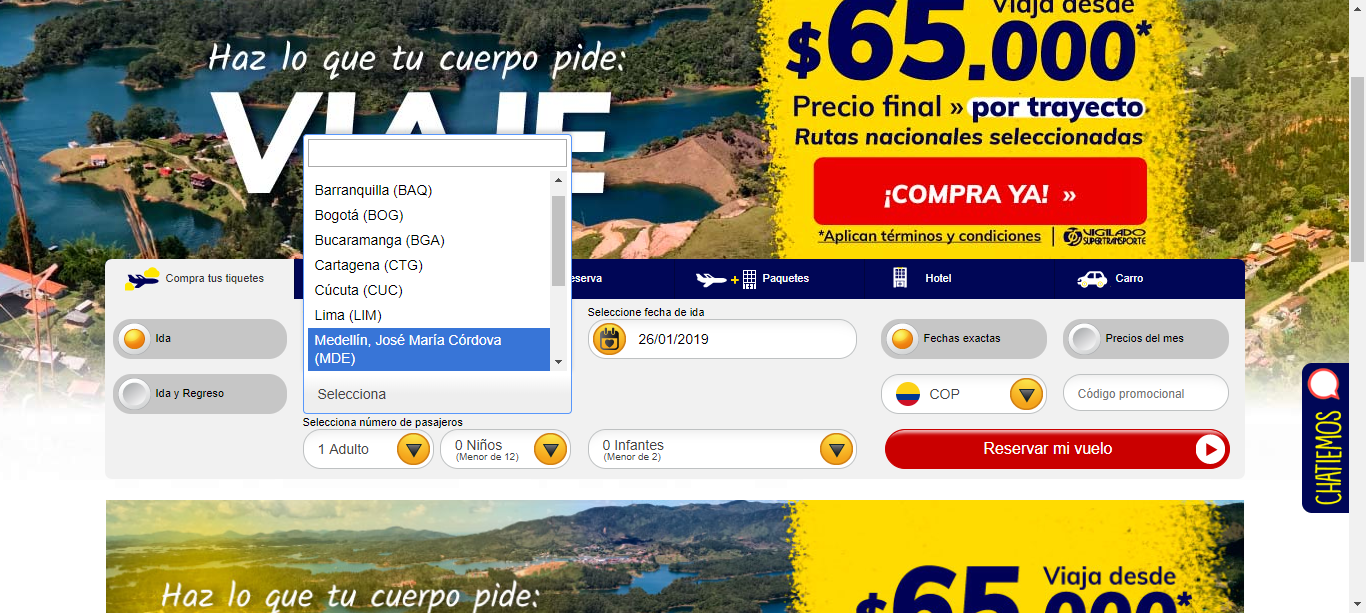 Viaja desde
$65.000*
Haz lo que tu cuerpo pide:
VIAJE
Precio final » por trayecto
Rutas nacionales seleccionadas
¡COMPRA YA! »
*Aplican términos y condiciones | VIGILADO
SUPERTRANSPORTE
Barranquilla (BAQ)
Bogotá (BOG)
Bucaramanga (BGA)
Cartagena (CTG)
Cúcuta (CUC)
Lima (LIM)
Medellín, José María Córdova
(MDE)
Selecciona
Compra tus tiquetes
eserva
+ Paquetes
Hotel
Carro
Ida
Ida y Regreso
Seleccione fecha de ida
26/01/2019
Fechas exactas
Precios del mes
COP
Código promocional
Selecciona número de pasajeros
1 Adulto
0 Niños
(Menor de 12)
0 Infantes
(Menor de 2)
Reservar mi vuelo
CHATIEMOS
Haz lo que tu cuerpo pide:
Viaja desde
$65.000*